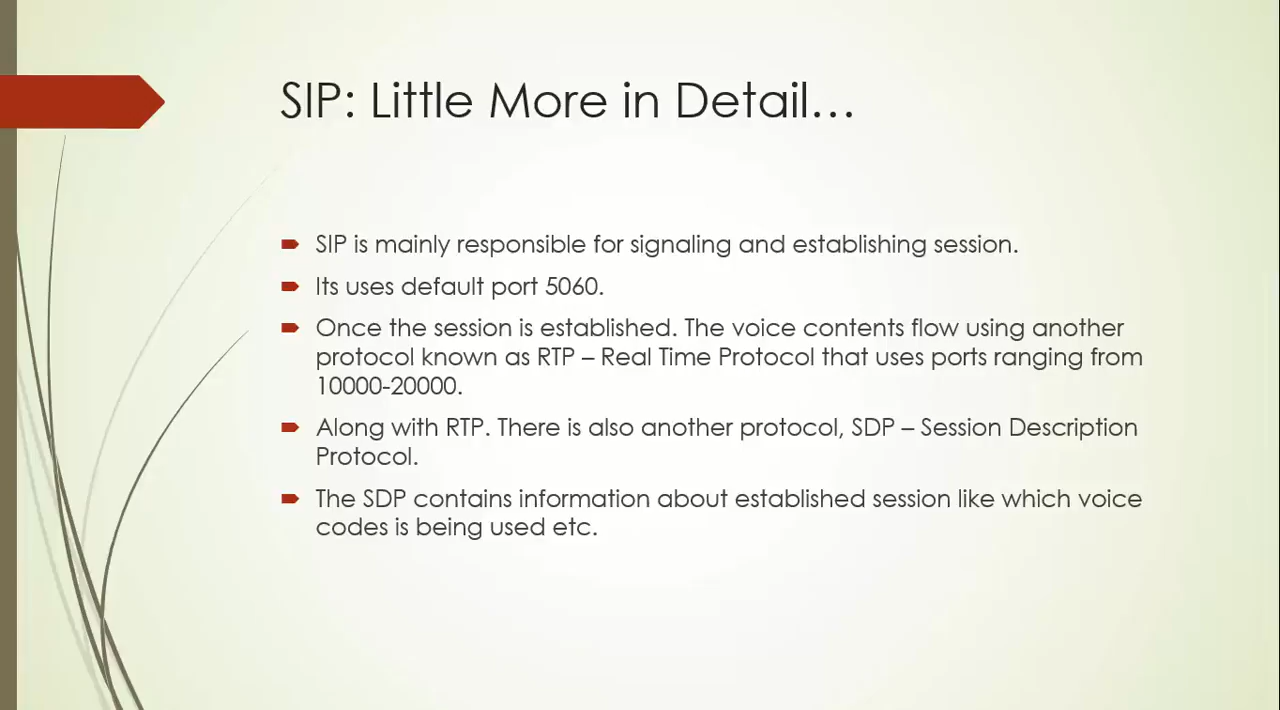 SIP: Little More in Detail…
SIP is mainly responsible for signaling and establishing session.
Its uses default port 5060.
Once the session is established. The voice contents flow using another
protocol known as RTP – Real Time Protocol that uses ports ranging from
10000-20000.
Along with RTP. There is also another protocol, SDP – Session Description
Protocol.
The SDP contains information about established session like which voice
codes is being used etc.